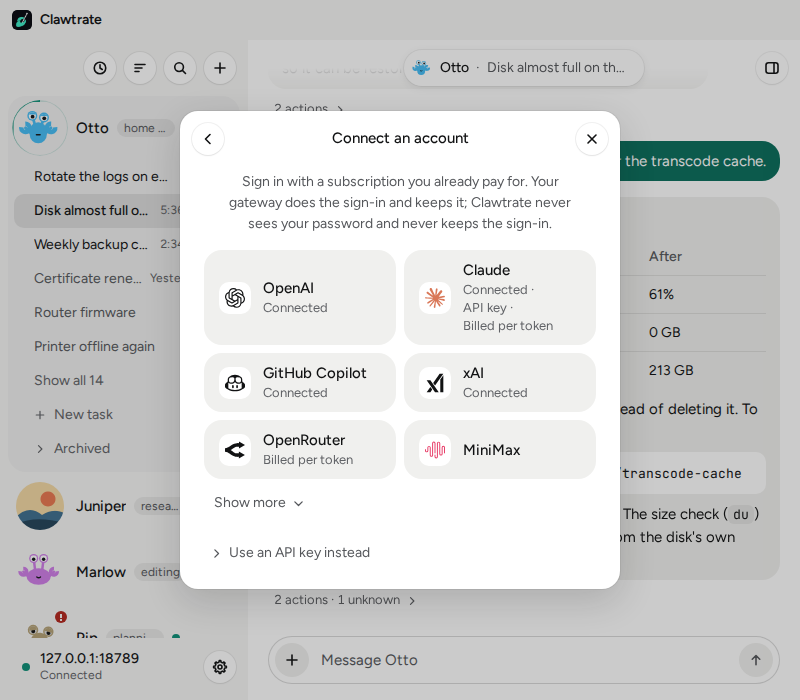 Clawtrate
Otto · Disk almost full on th...
2 actions
Otto home ...
Rotate the logs on e...
Disk almost full o... 5:36
Weekly backup c... 2:34
Certificate rene... Yeste
Router firmware
Printer offline again
Show all 14
New task
Archived
Juniper resea...
Marlow editing
Pip planni...
127.0.0.1:18789
Connected
Connect an account
Sign in with a subscription you already pay for. Your
gateway does the sign-in and keeps it; Clawtrate never
sees your password and never keeps the sign-in.
OpenAI
Connected
Claude
Connected ·
API key ·
Billed per token
GitHub Copilot
Connected
xAI
Connected
OpenRouter
Billed per token
MiniMax
Show more
Use an API key instead
the transcode cache.
After
61%
0 GB
213 GB
ead of deleting it. To
/transcode-cache
The size check ( du )
om the disk's own
2 actions · 1 unknown
Message Otto